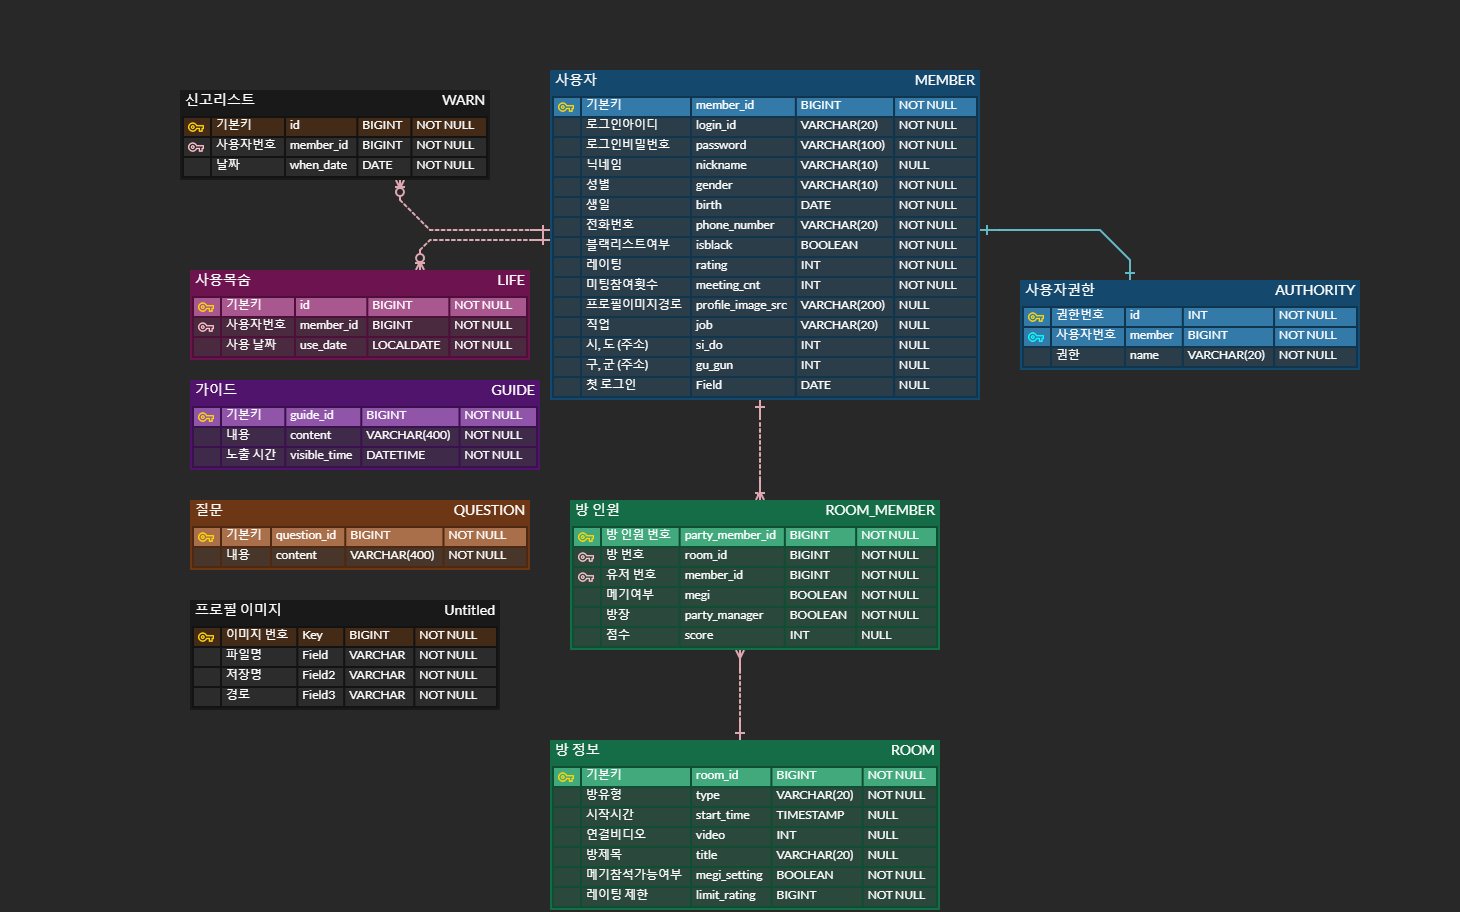 신고리스트 WARN
기본키 id BIGINT NOT NULL
사용자번호 member_id BIGINT NOT NULL
날짜 when_date DATE NOT NULL
사용자 MEMBER
기본키 member_id BIGINT NOT NULL
로그인아이디 login_id VARCHAR(20) NOT NULL
로그인비밀번호 password VARCHAR(100) NOT NULL
닉네임 nickname VARCHAR(10) NULL
성별 gender VARCHAR(10) NOT NULL
생일 birth DATE NOT NULL
전화번호 phone_number VARCHAR(20) NOT NULL
블랙리스트여부 isblack BOOLEAN NOT NULL
레이팅 rating INT NOT NULL
미팅참여횟수 meeting_cnt INT NOT NULL
프로필이미지경로 profile_image_src VARCHAR(200) NULL
직업 job VARCHAR(20) NULL
시, 도 (주소) si_do INT NULL
구, 군 (주소) gu_gun INT NULL
첫 로그인 Field DATE NULL
사용목숨 LIFE
기본키 id BIGINT NOT NULL
사용자번호 member_id BIGINT NOT NULL
사용 날짜 use_date LOCALDATE NOT NULL
사용자권한 AUTHORITY
권한번호 id INT NOT NULL
사용자번호 member BIGINT NOT NULL
권한 name VARCHAR(20) NOT NULL
가이드 GUIDE
기본키 guide_id BIGINT NOT NULL
내용 content VARCHAR(400) NOT NULL
노출 시간 visible_time DATETIME NOT NULL
질문 QUESTION
기본키 question_id BIGINT NOT NULL
내용 content VARCHAR(400) NOT NULL
방 인원 ROOM_MEMBER
방 인원 번호 party_member_id BIGINT NOT NULL
방 번호 room_id BIGINT NOT NULL
유저 번호 member_id BIGINT NOT NULL
메기여부 megi BOOLEAN NOT NULL
방장 party_manager BOOLEAN NOT NULL
점수 score INT NULL
프로필 이미지 Untitled
이미지 번호 Key BIGINT NOT NULL
파일명 Field VARCHAR NOT NULL
저장명 Field2 VARCHAR NOT NULL
경로 Field3 VARCHAR NOT NULL
방 정보 ROOM
기본키 room_id BIGINT NOT NULL
방유형 type VARCHAR(20) NOT NULL
시작시간 start_time TIMESTAMP NULL
연결비디오 video INT NULL
방제목 title VARCHAR(20) NULL
메기참석가능여부 megi_setting BOOLEAN NOT NULL
레이팅 제한 limit_rating BIGINT NOT NULL